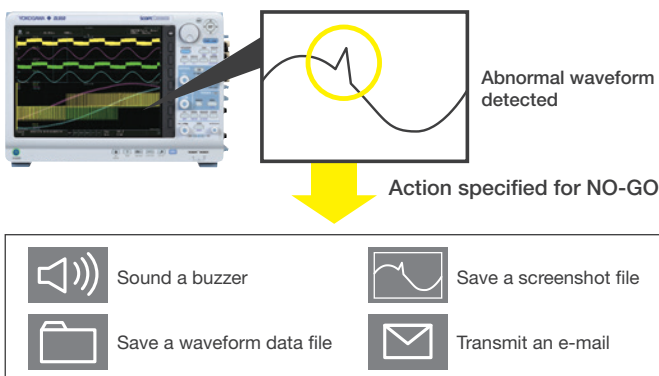 YOKOGAWA
Abnormal waveform
detected
Action specified for NO-GO
Sound a buzzer
Save a screenshot file
Save a waveform data file
Transmit an e-mail